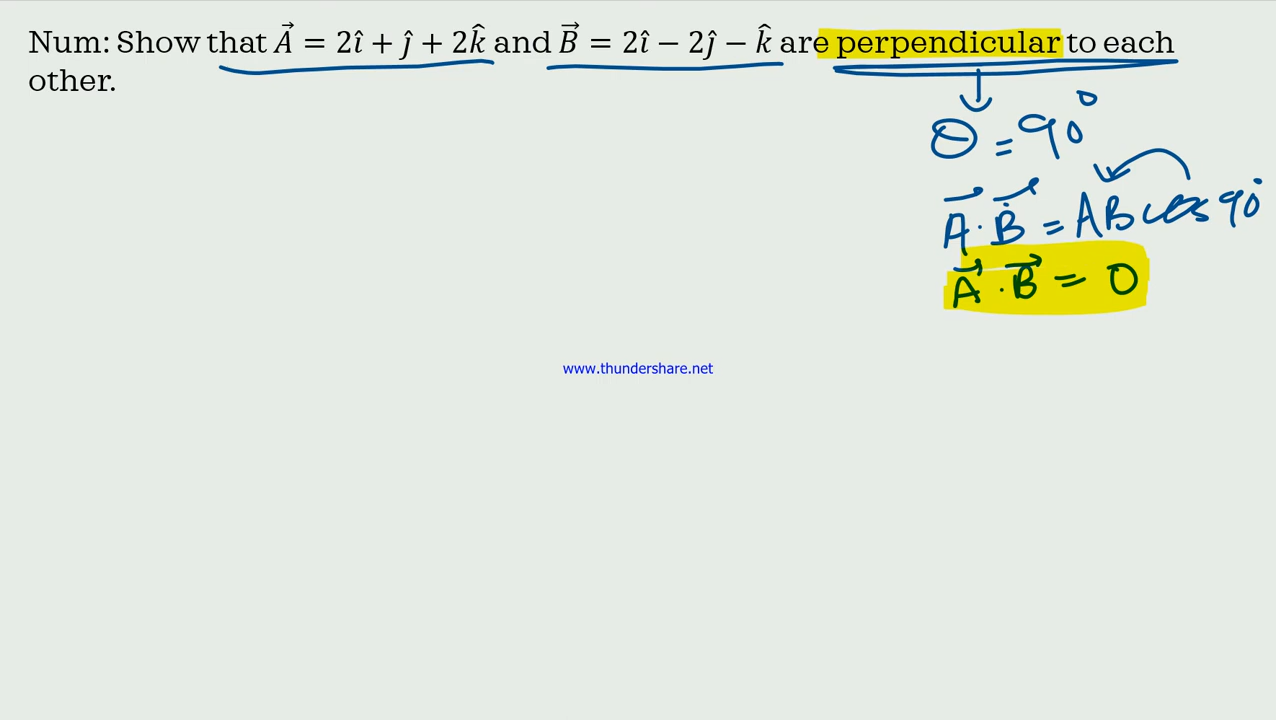 Num: Show that A⃗ = 2î + ĵ + 2k̂ and B⃗ = 2î − 2ĵ − k̂ are perpendicular to each
other.
θ = 90°
A⃗ · B⃗ = AB cos 90°
A⃗ · B⃗ = 0
www.thundershare.net